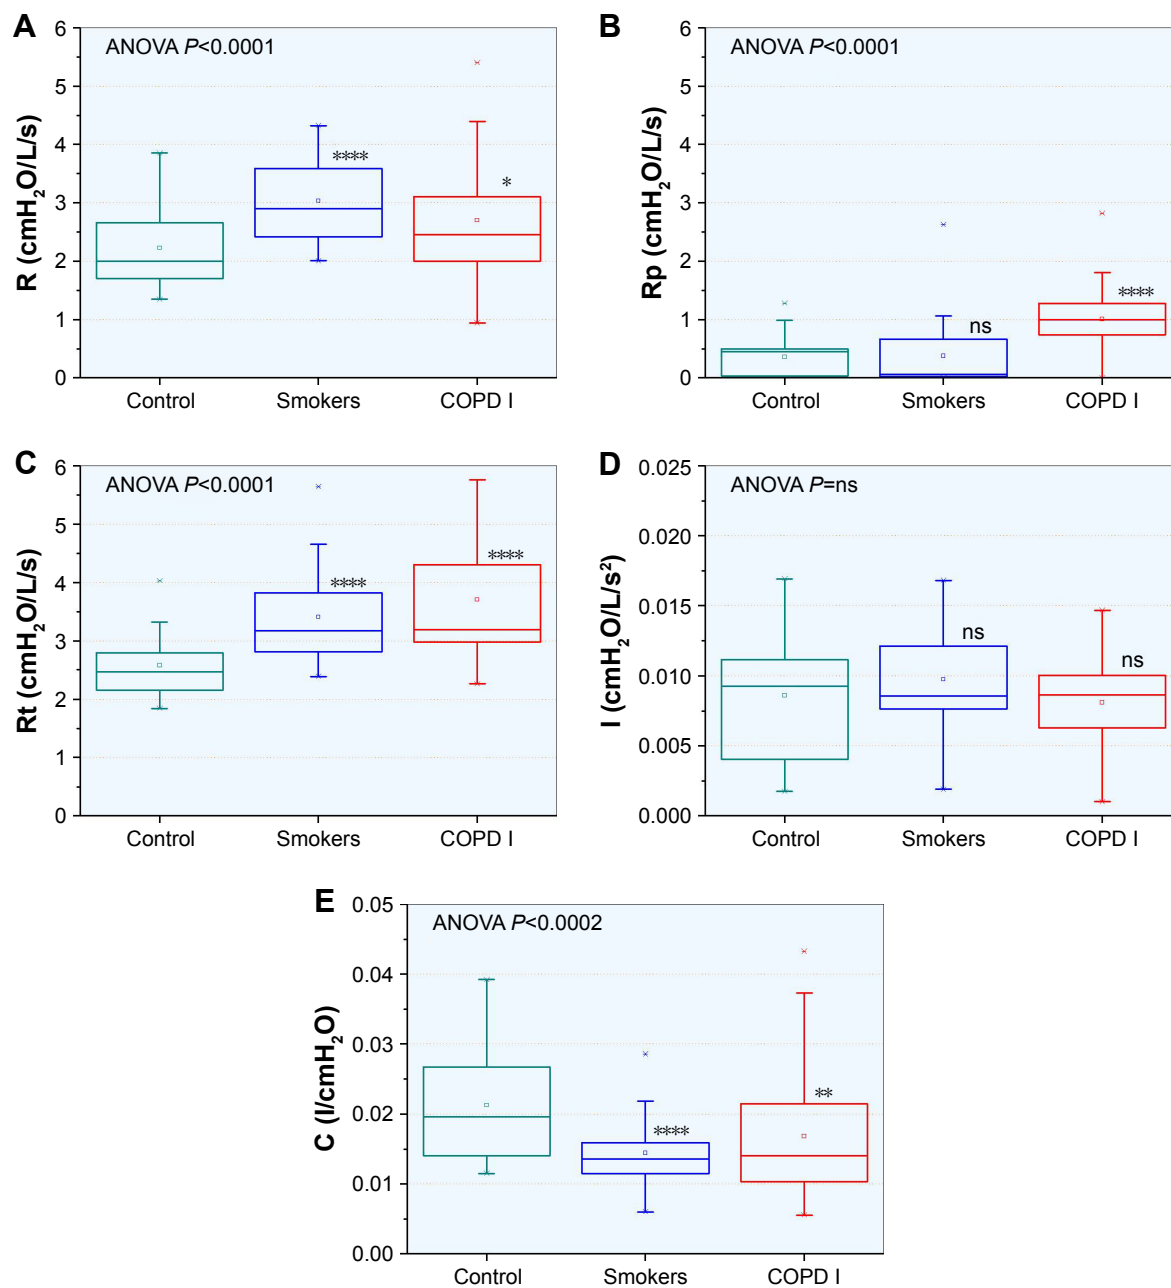 A
ANOVA P<0.0001
R (cmH₂O/L/s)
6
5
4
3
2
1
0
****
*
Control Smokers COPD I
B
ANOVA P<0.0001
Rp (cmH₂O/L/s)
6
5
4
3
2
1
0
ns
****
Control Smokers COPD I
C
ANOVA P<0.0001
Rt (cmH₂O/L/s)
6
5
4
3
2
1
0
****
****
Control Smokers COPD I
D
ANOVA P=ns
I (cmH₂O/L/s²)
0.025
0.020
0.015
0.010
0.005
0.000
ns
ns
Control Smokers COPD I
E
ANOVA P<0.0002
C (l/cmH₂O)
0.05
0.04
0.03
0.02
0.01
0.00
****
**
Control Smokers COPD I